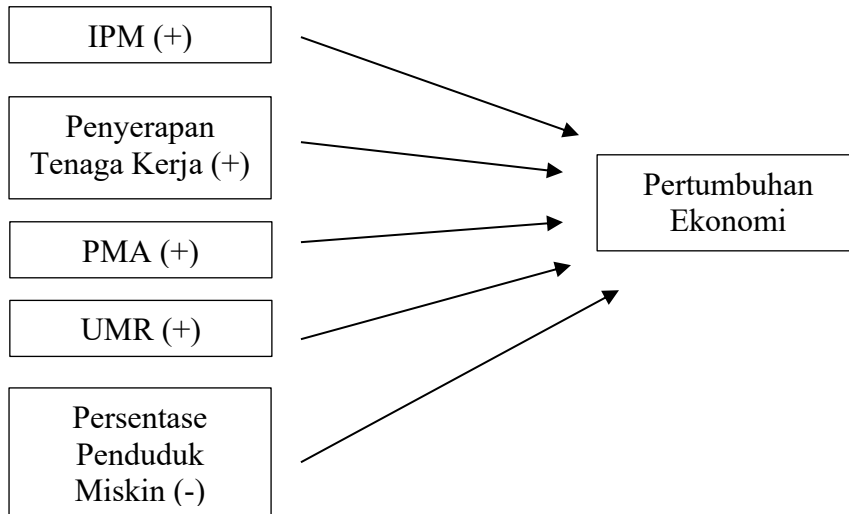 IPM (+)
Penyerapan
Tenaga Kerja (+)
PMA (+)
UMR (+)
Persentase
Penduduk
Miskin (-)
Pertumbuhan
Ekonomi